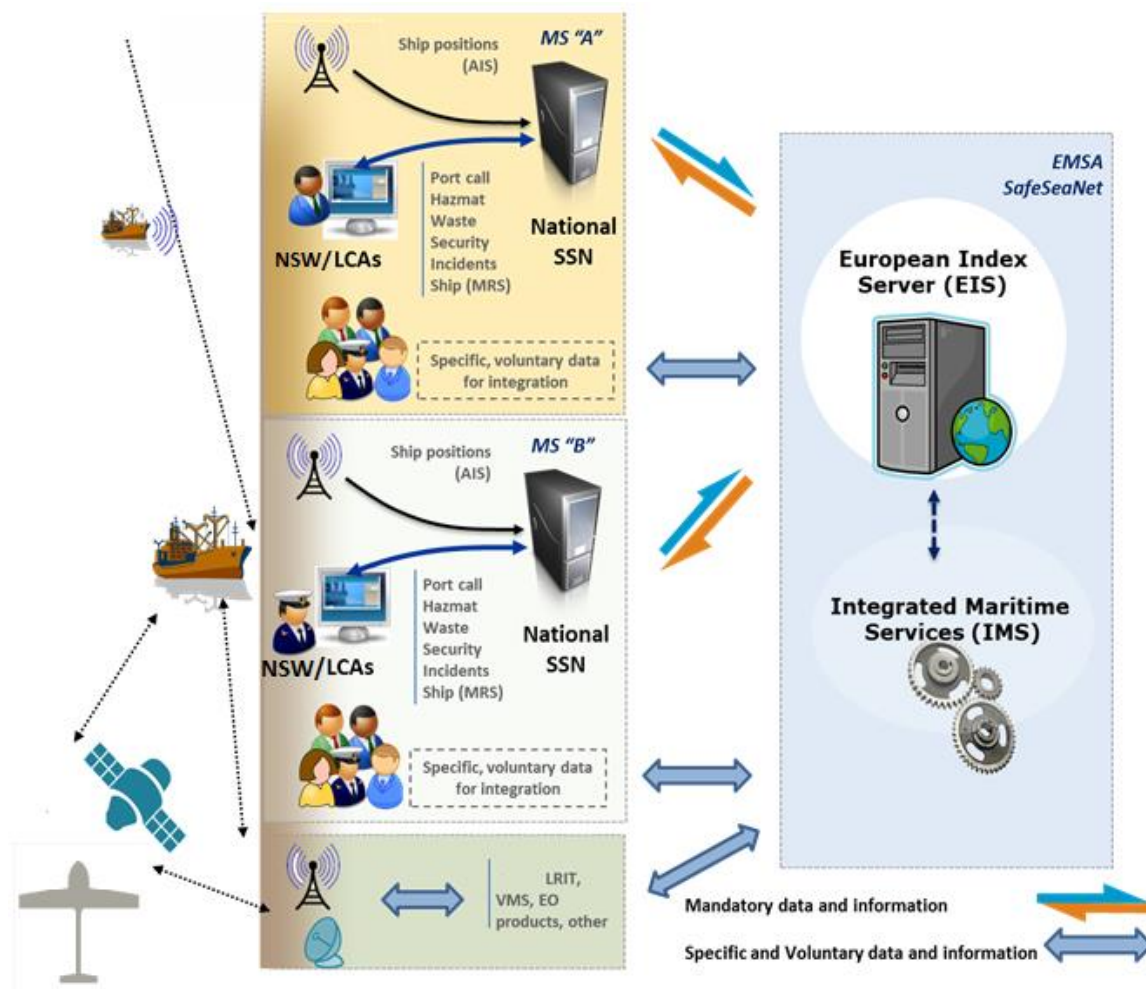 Ship positions
(AIS)
MS "A"
Port call
Hazmat
Waste
Security
Incidents
Ship (MRS)
NSW/LCAs
National
SSN
Specific, voluntary data
for integration
MS "B"
Ship positions
(AIS)
Port call
Hazmat
Waste
Security
Incidents
Ship (MRS)
NSW/LCAs
National
SSN
Specific, voluntary data
for integration
LRIT,
VMS, EO
products, other
EMSA
SafeSeaNet
European Index
Server (EIS)
Integrated Maritime
Services (IMS)
Mandatory data and information
Specific and Voluntary data and information